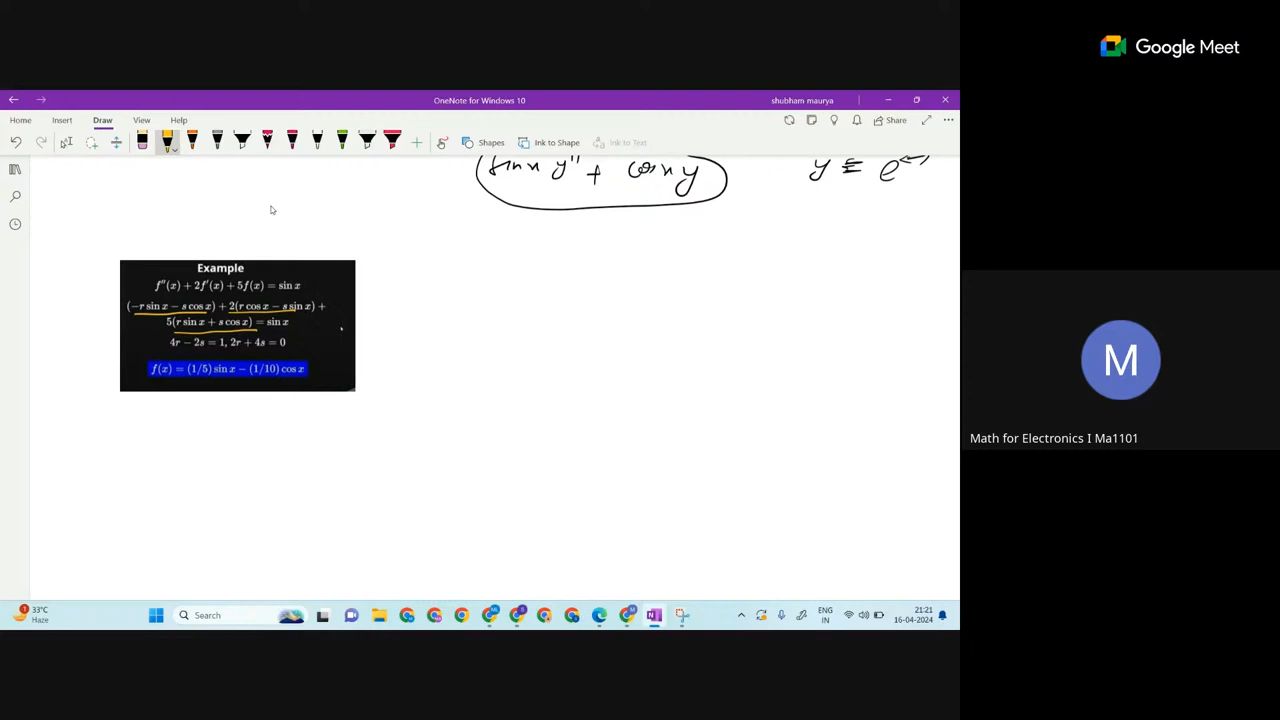 Google Meet
OneNote for Windows 10
shubham maurya
Home Insert Draw View Help
Share
Shapes Ink to Shape Ink to Text
sin x y'' + cos x y
y = e
Example
f''(x) + 2f'(x) + 5f(x) = sin x
(−r sin x − s cos x) + 2(r cos x − s sin x) +
5(r sin x + s cos x) = sin x
4r − 2s = 1, 2r + 4s = 0
f(x) = (1/5) sin x − (1/10) cos x
M
Math for Electronics I Ma1101
1
33°C
Haze
Search
ENG
IN
21:21
16-04-2024